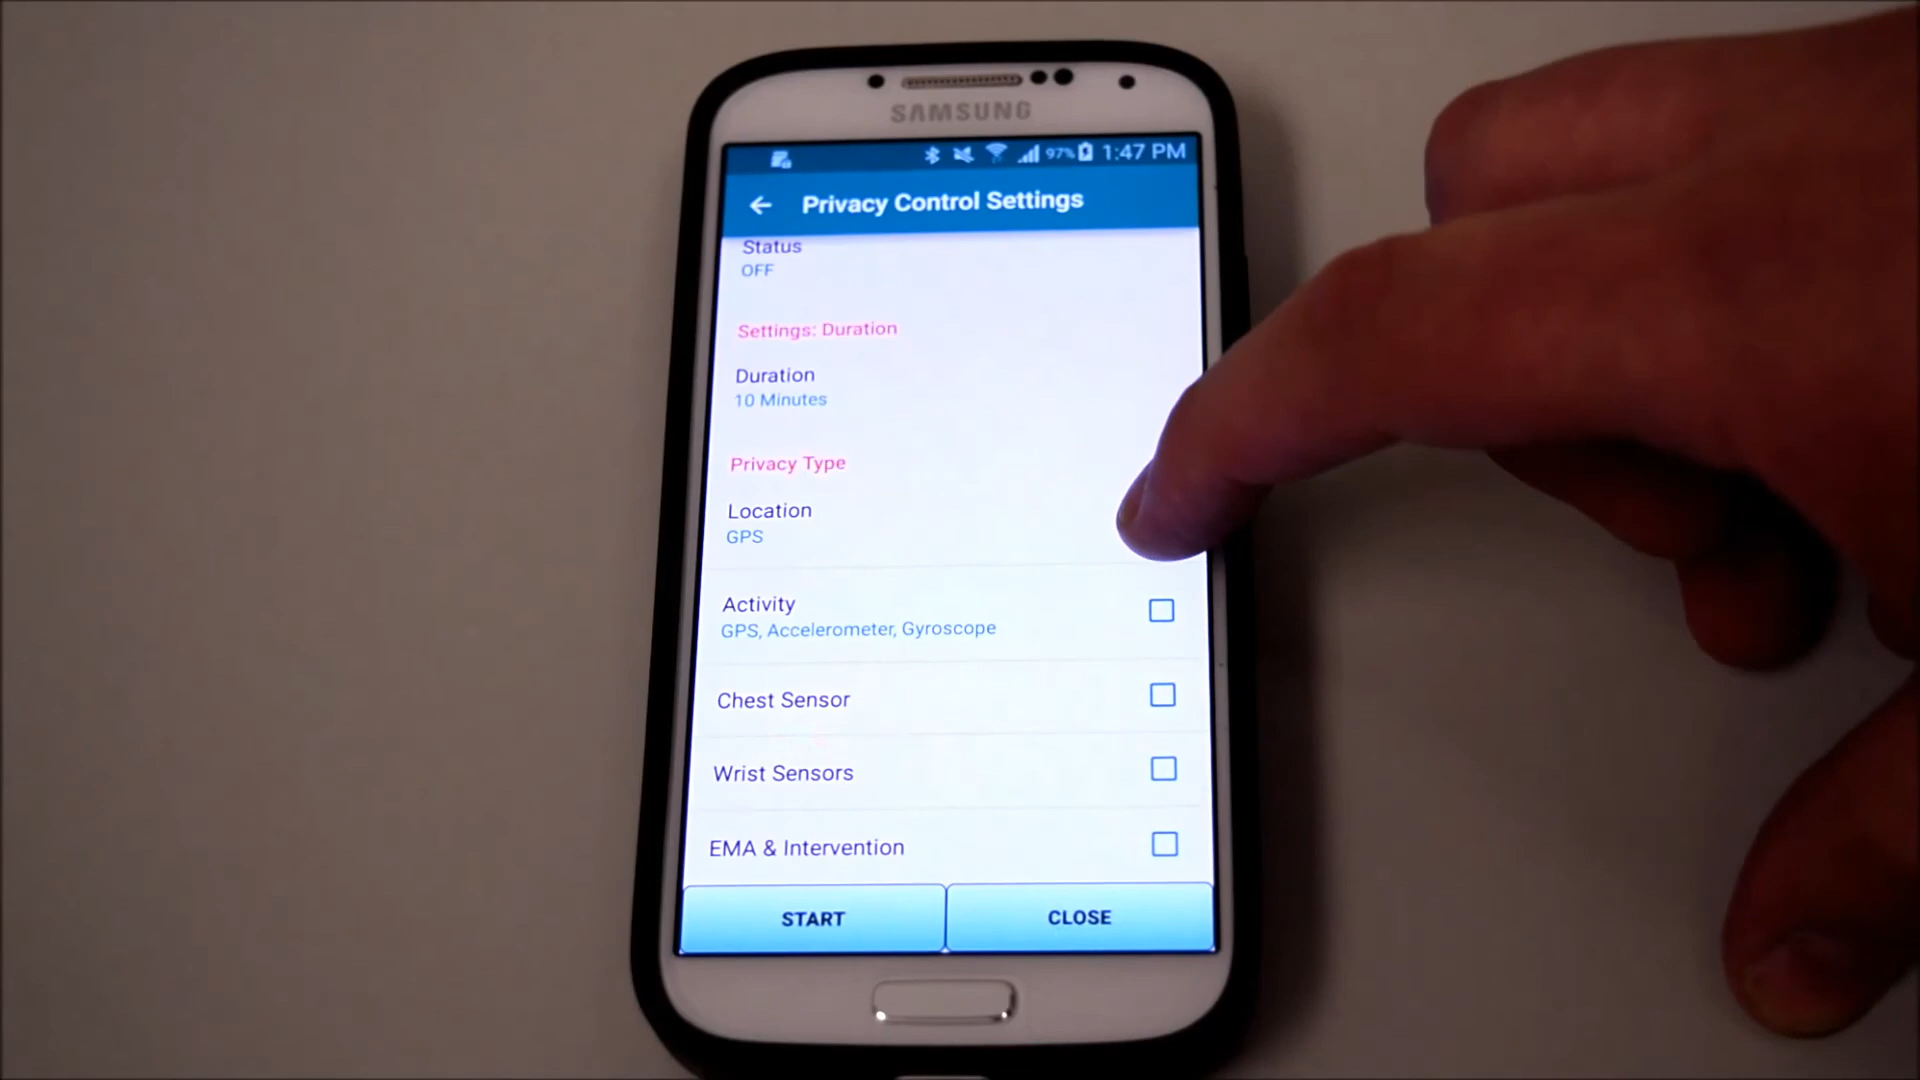 SAMSUNG
97% 1:47 PM
Privacy Control Settings
Status
OFF
Settings: Duration
Duration
10 Minutes
Privacy Type
Location
GPS
Activity
GPS, Accelerometer, Gyroscope
Chest Sensor
Wrist Sensors
EMA & Intervention
START CLOSE